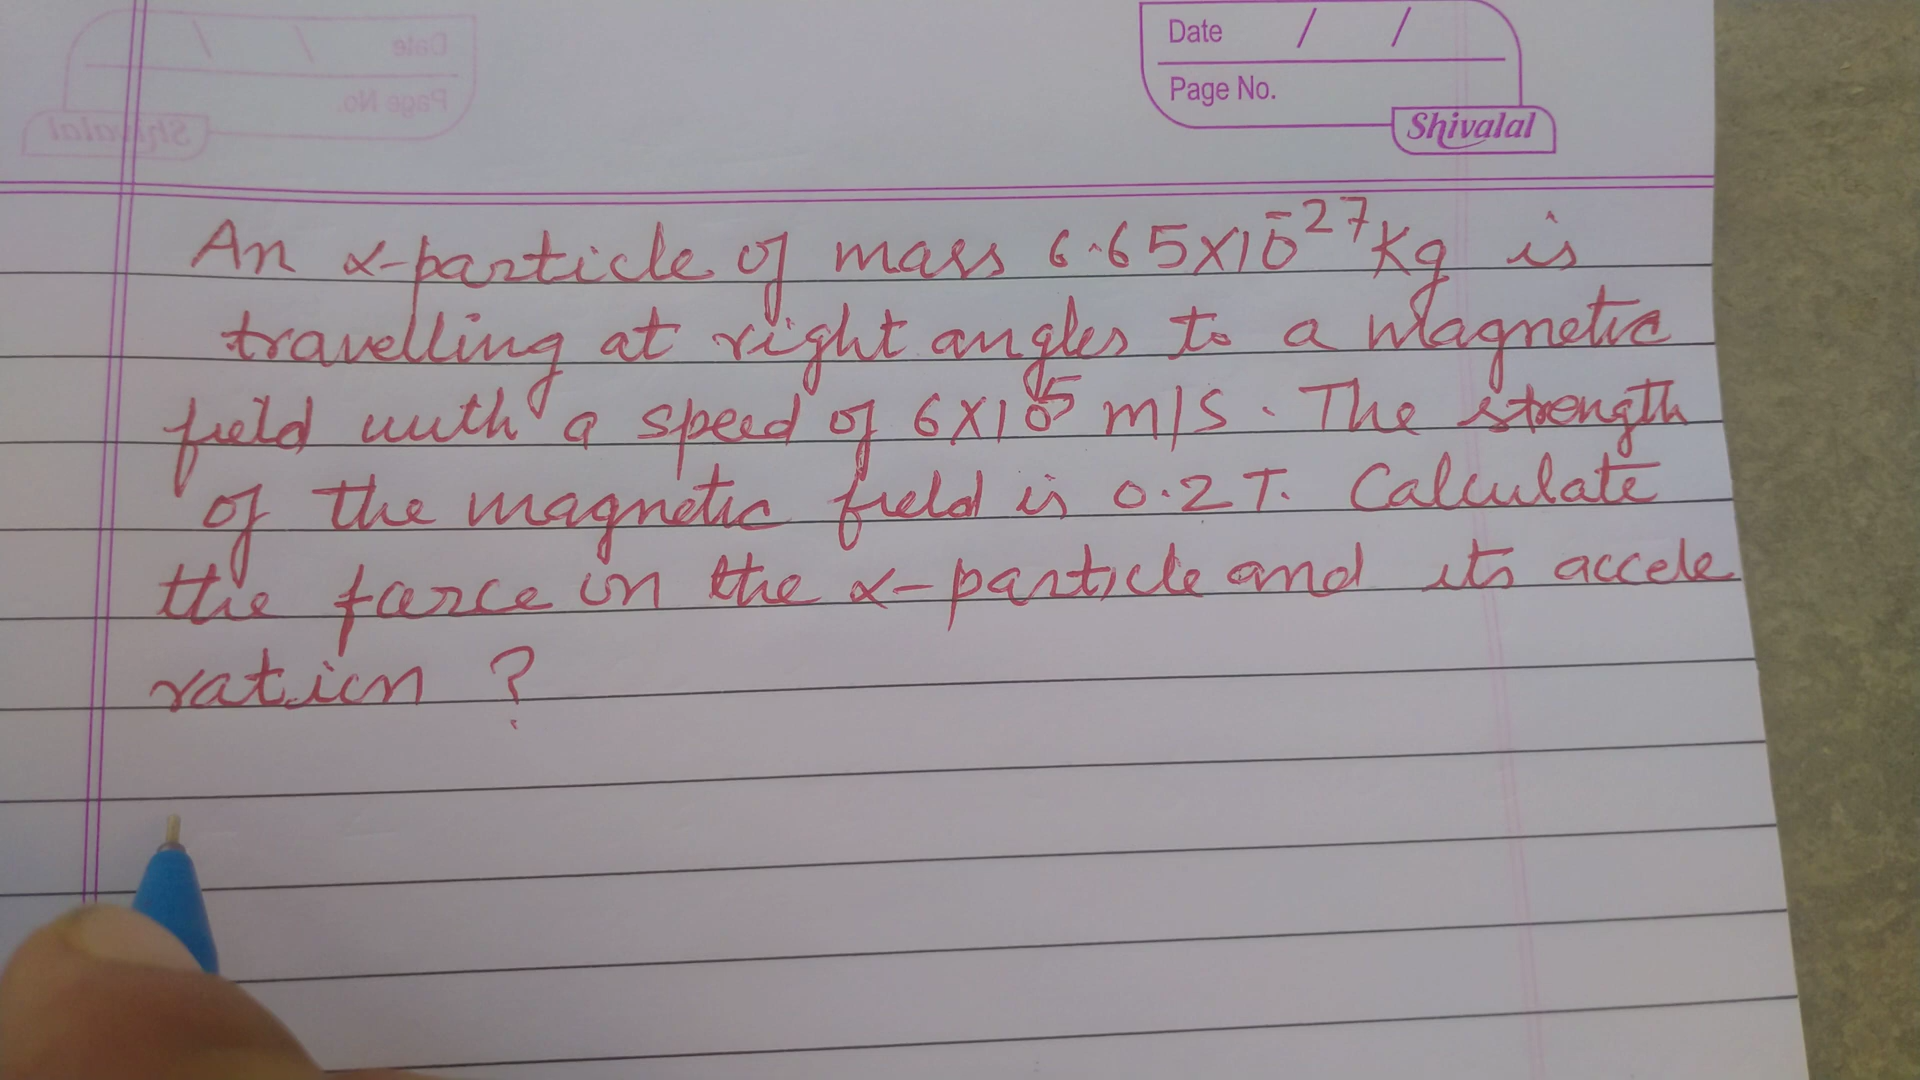 Date / /
Page No.
Shivalal
An α-particle of mass 6.65×10⁻²⁷Kg is
travelling at right angles to a magnetic
field with a speed of 6×10⁵ m/s. The strength
of the magnetic field is 0.2T. Calculate
the force on the α-particle and its accele
ration ?